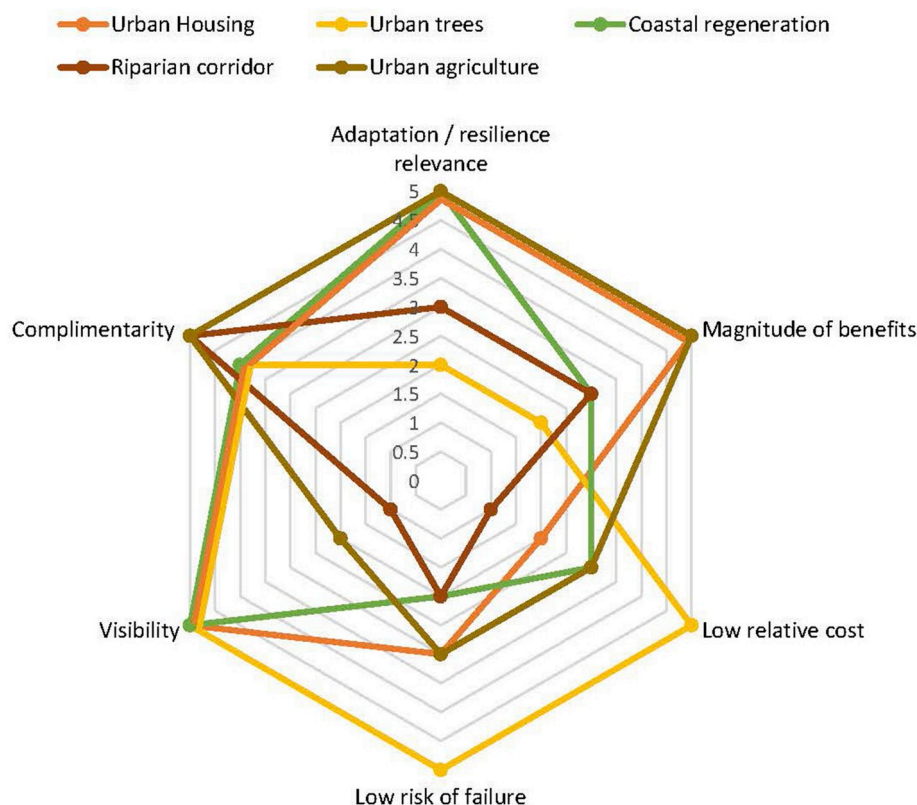 Urban Housing Urban trees Coastal regeneration
Riparian corridor Urban agriculture
Adaptation / resilience
relevance
5
4.5
4
3.5
3
2.5
2
1.5
1
0.5
0
Complimentarity
Magnitude of benefits
Visibility
Low relative cost
Low risk of failure